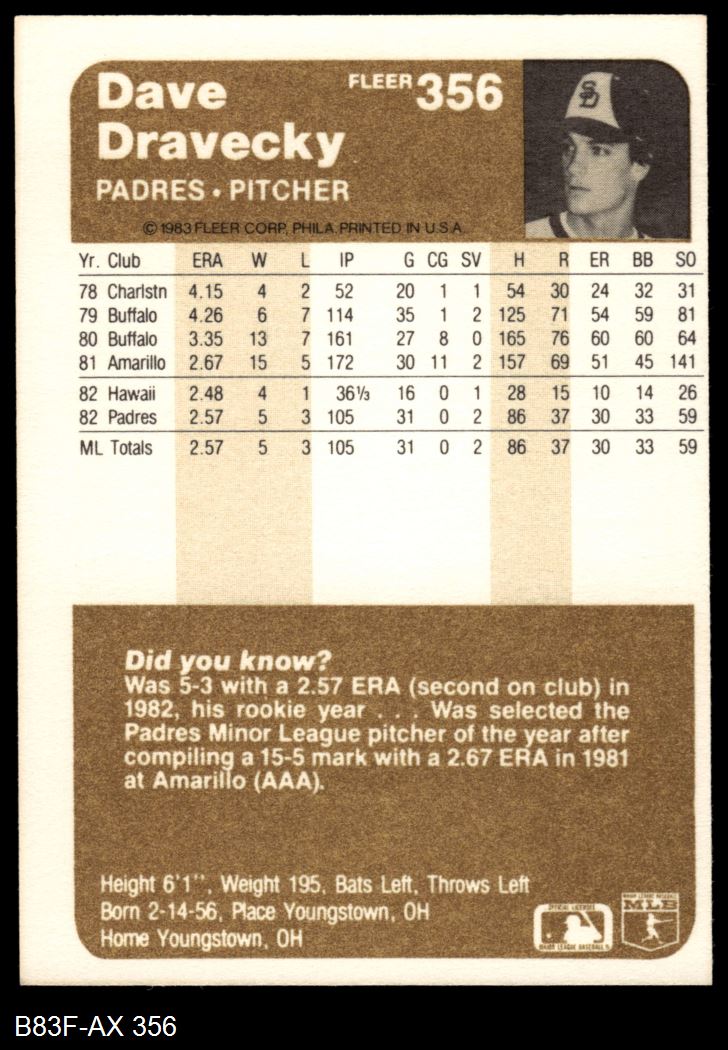 Dave
Dravecky
FLEER 356
PADRES • PITCHER
© 1983 FLEER CORP., PHILA. PRINTED IN U.S.A.
Yr. Club ERA W L IP G CG SV H R ER BB SO
78 Charlstn 4.15 4 2 52 20 1 1 54 30 24 32 31
79 Buffalo 4.26 6 7 114 35 1 2 125 71 54 59 81
80 Buffalo 3.35 13 7 161 27 8 0 165 76 60 60 64
81 Amarillo 2.67 15 5 172 30 11 2 157 69 51 45 141
82 Hawaii 2.48 4 1 36⅓ 16 0 1 28 15 10 14 26
82 Padres 2.57 5 3 105 31 0 2 86 37 30 33 59
ML Totals 2.57 5 3 105 31 0 2 86 37 30 33 59
Did you know?
Was 5-3 with a 2.57 ERA (second on club) in
1982, his rookie year . . . Was selected the
Padres Minor League pitcher of the year after
compiling a 15-5 mark with a 2.67 ERA in 1981
at Amarillo (AAA).
Height 6'1", Weight 195, Bats Left, Throws Left
Born 2-14-56, Place Youngstown, OH
Home Youngstown, OH
OFFICIAL LICENSEE
MAJOR LEAGUE BASEBALL
MAJOR LEAGUE BASEBALL
MLB
B83F-AX 356